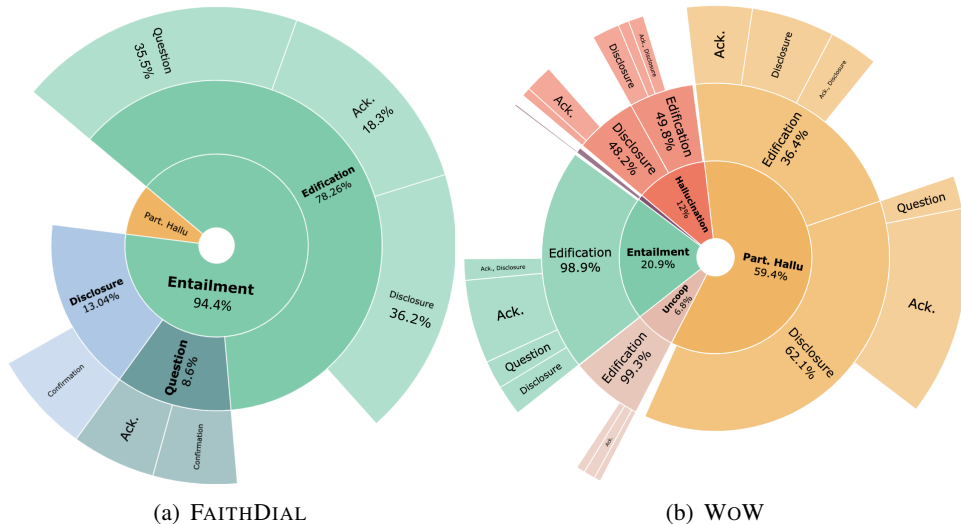 Question
35.5%
Ack.
18.3%
Edification
78.26%
Part. Hallu
Entailment
94.4%
Disclosure
13.04%
Disclosure
36.2%
Question
8.6%
Confirmation
Ack.
Confirmation
(a) FAITHDIAL
Ack.
Disclosure
Ack., Disclosure
Disclosure
Ack., Disclosure
Ack.
Edification
49.8%
Disclosure
48.2%
Edification
36.4%
Hallucination
12%
Question
Edification
98.9%
Entailment
20.9%
Part. Hallu
59.4%
Ack., Disclosure
Ack.
Question
Disclosure
Uncoop
6.8%
Edification
99.3%
Ack.
Disclosure
62.1%
Ack.
(b) WOW